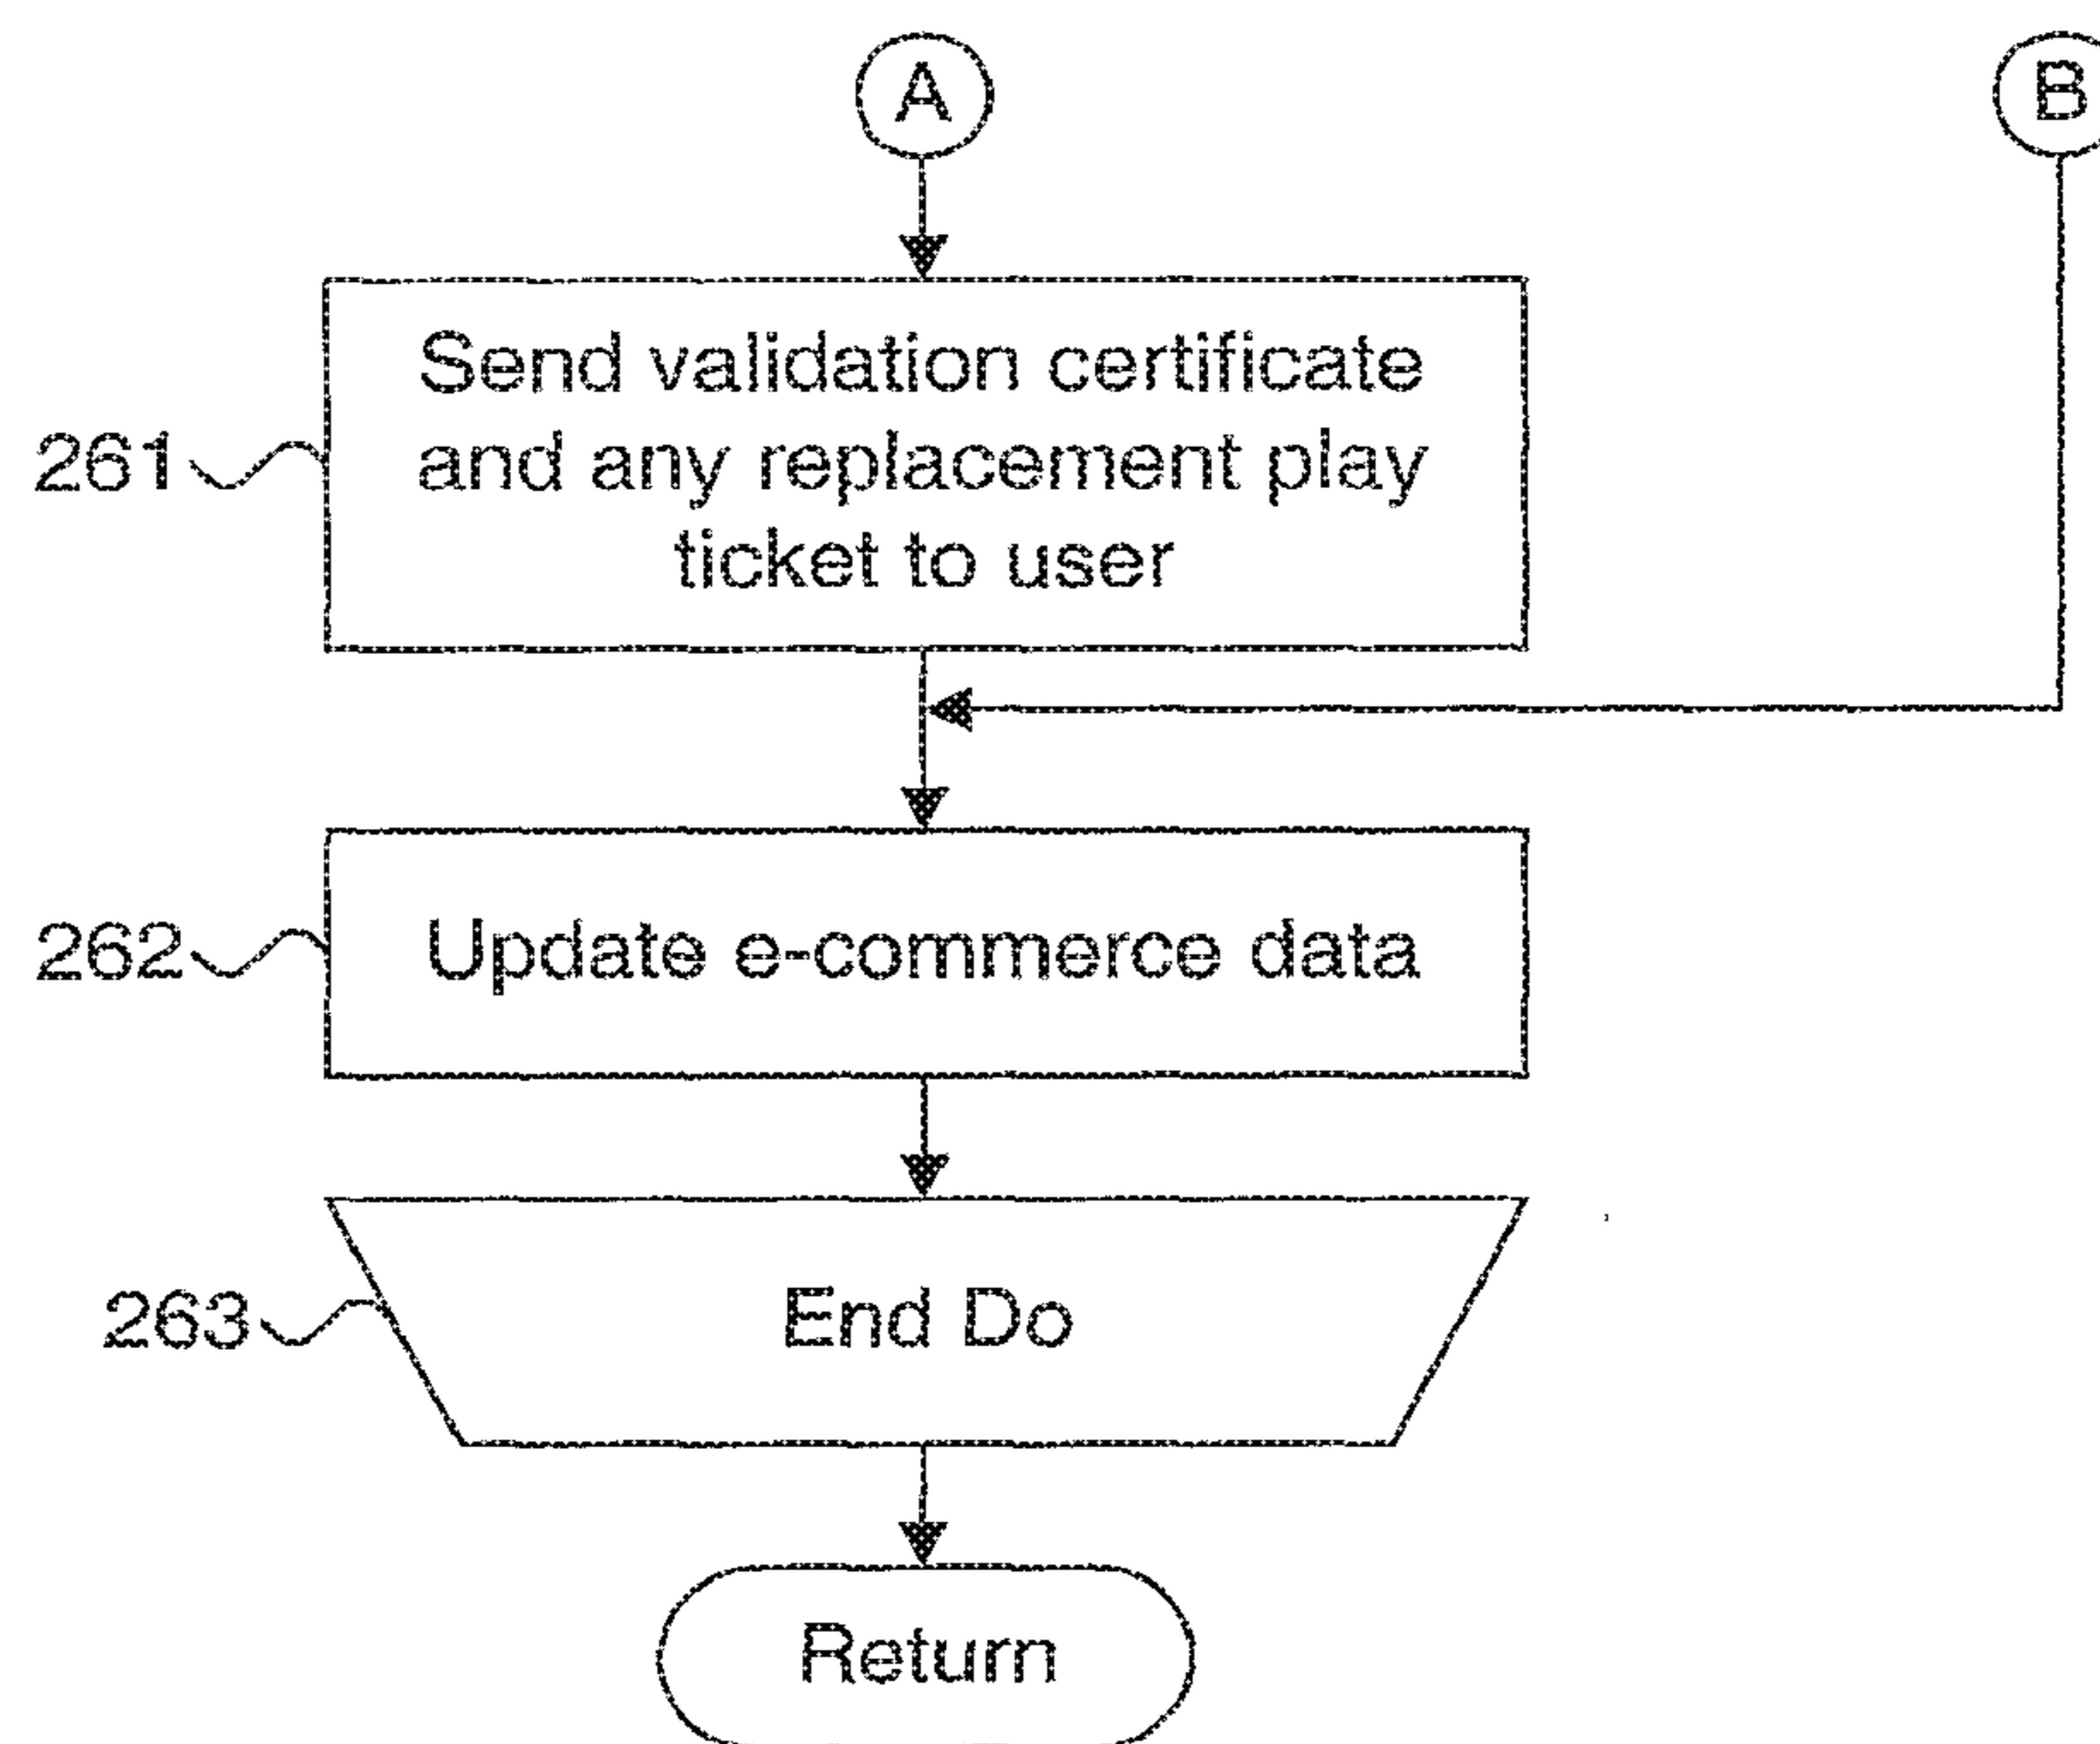 A
B
Send validation certificate
261
and any replacement play
ticket to user
262
Update e-commerce data
263
End Do
Return